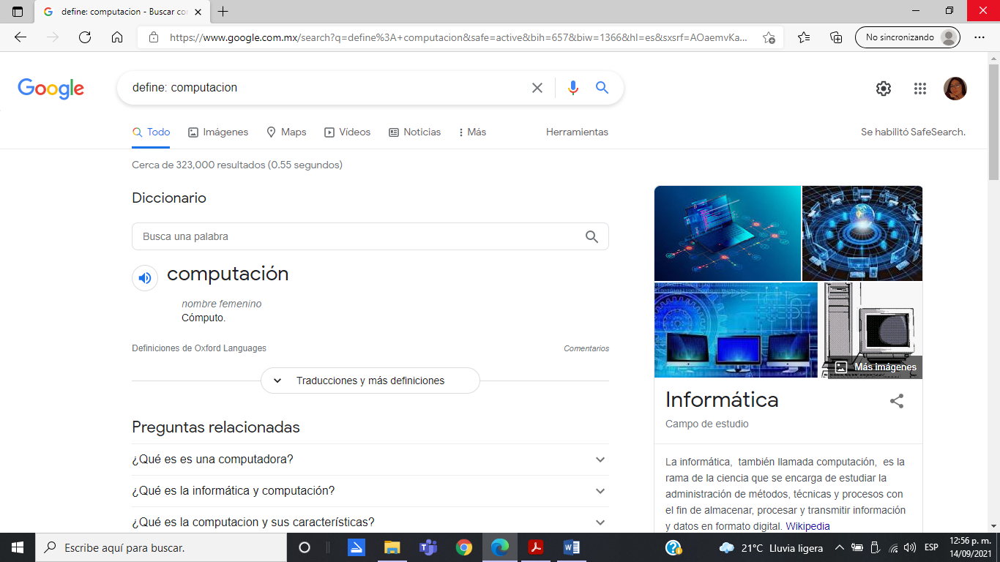 define: computacion - Buscar con
https://www.google.com.mx/search?q=define%3A+computacion&safe=active&bih=657&biw=1366&hl=es&sxsrf=AOaemvKa...
No sincronizando
Google
define: computacion
Todo
Imágenes
Maps
Vídeos
Noticias
Más
Herramientas
Se habilitó SafeSearch.
Cerca de 323,000 resultados (0.55 segundos)
Diccionario
Busca una palabra
computación
nombre femenino
Cómputo.
Definiciones de Oxford Languages
Comentarios
Traducciones y más definiciones
Preguntas relacionadas
¿Qué es es una computadora?
¿Qué es la informática y computación?
¿Qué es la computacion y sus características?
Más imágenes
Informática
Campo de estudio
La informática, también llamada computación, es la
rama de la ciencia que se encarga de estudiar la
administración de métodos, técnicas y procesos con
el fin de almacenar, procesar y transmitir información
y datos en formato digital. Wikipedia
Escribe aquí para buscar.
21°C Lluvia ligera
ESP
12:56 p. m.
14/09/2021